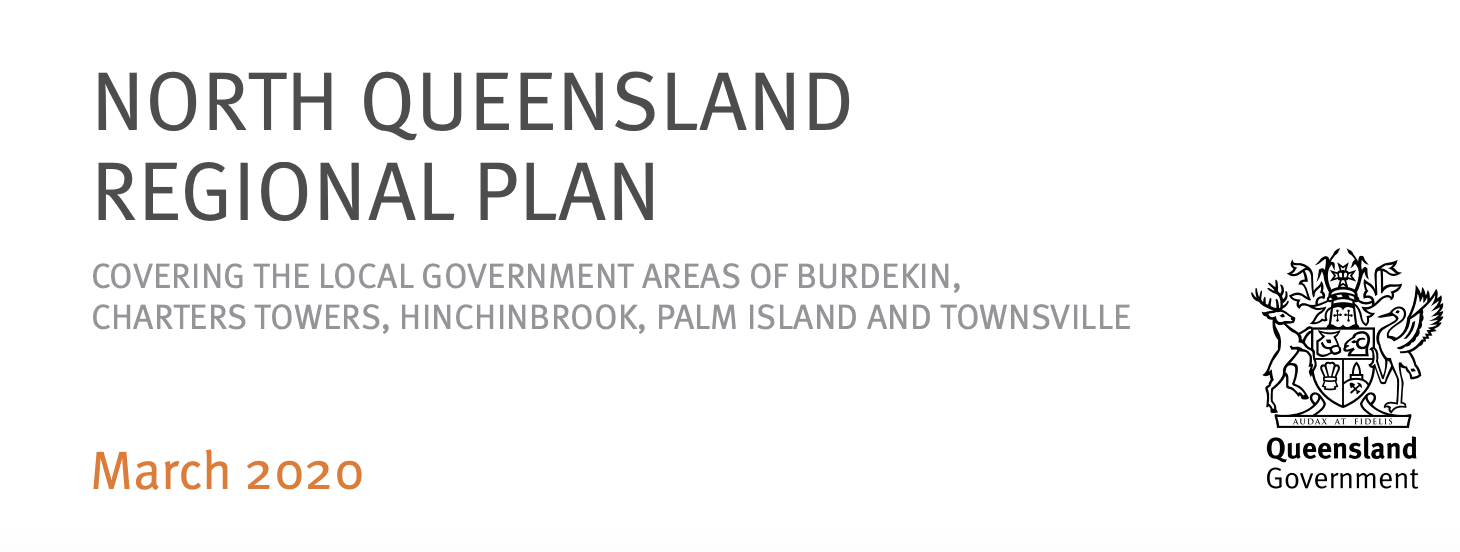 NORTH QUEENSLAND
REGIONAL PLAN
COVERING THE LOCAL GOVERNMENT AREAS OF BURDEKIN,
CHARTERS TOWERS, HINCHINBROOK, PALM ISLAND AND TOWNSVILLE
March 2020
AUDAX AT FIDELIS
Queensland
Government